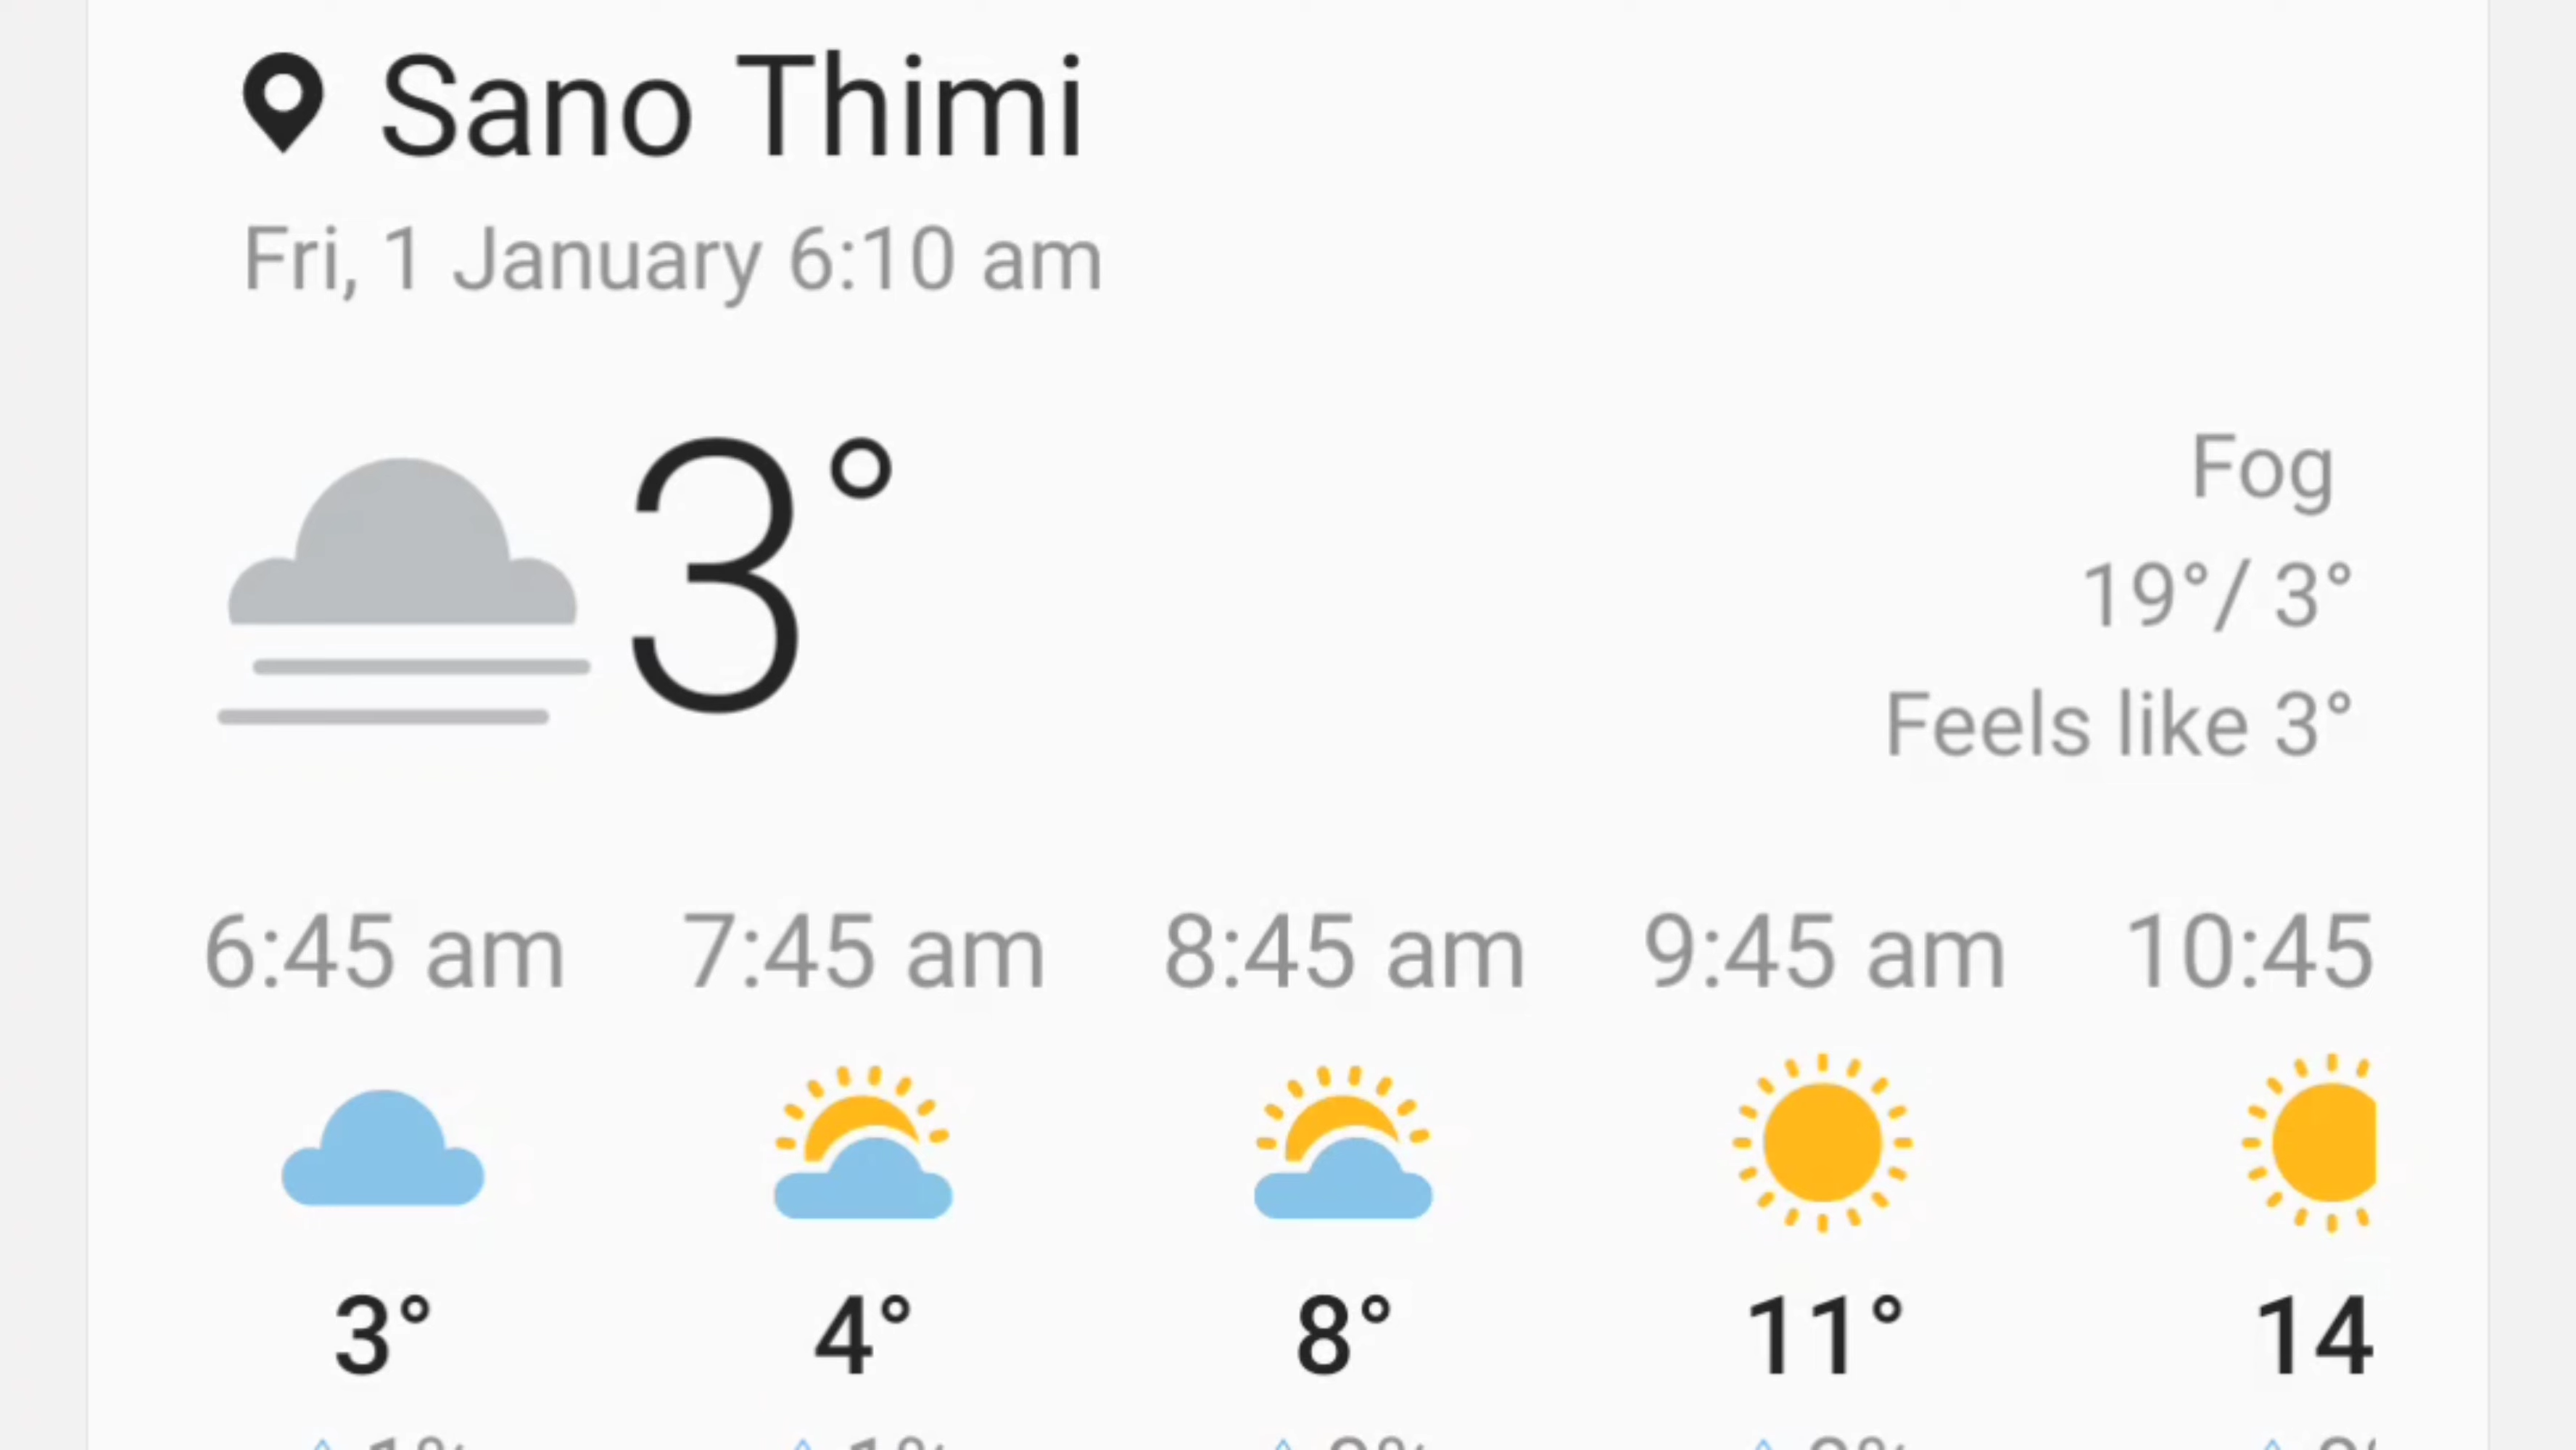 Sano Thimi
Fri, 1 January 6:10 am
3°
Fog
19°/ 3°
Feels like 3°
6:45 am 7:45 am 8:45 am 9:45 am 10:45
3° 4° 8° 11° 14